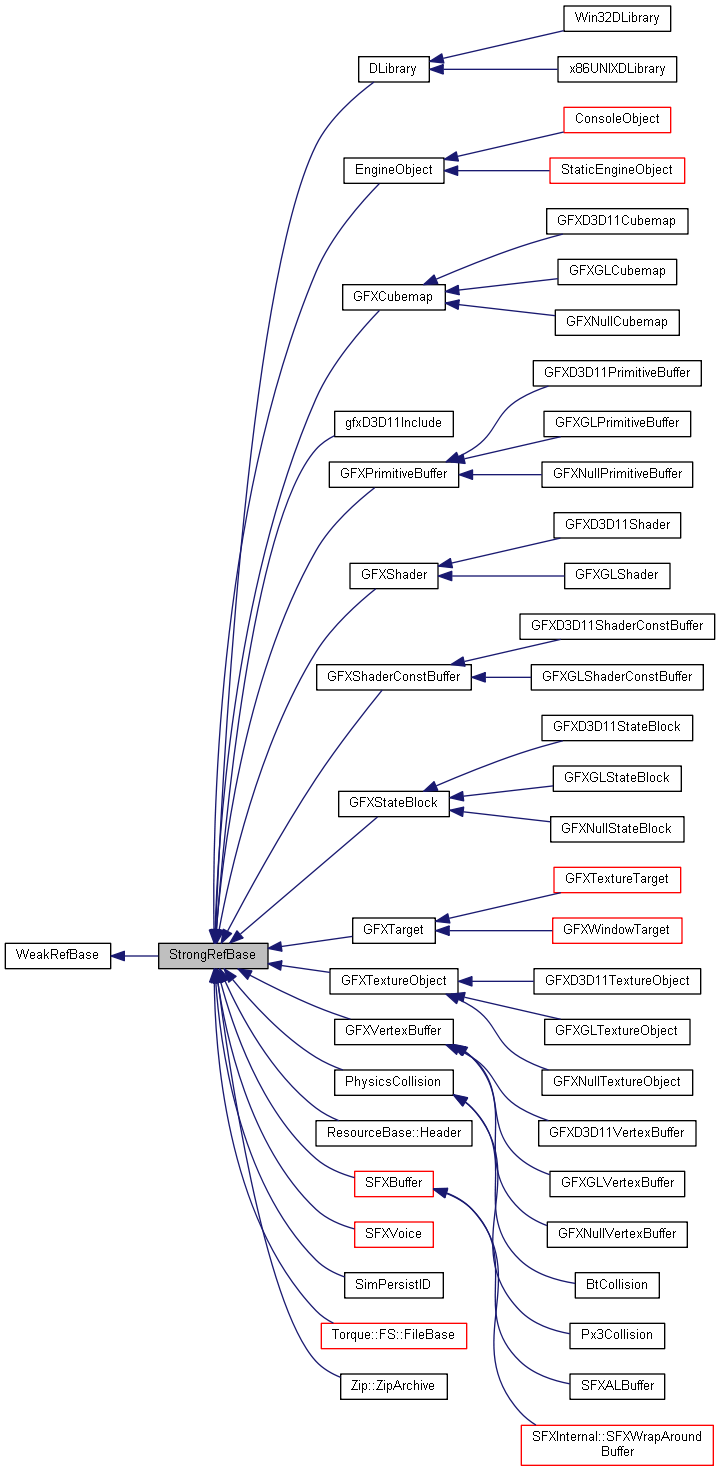 Win32DLibrary
DLibrary
x86UNIXDLibrary
ConsoleObject
EngineObject
StaticEngineObject
GFXD3D11Cubemap
GFXGLCubemap
GFXCubemap
GFXNullCubemap
GFXD3D11PrimitiveBuffer
gfxD3D11Include
GFXGLPrimitiveBuffer
GFXPrimitiveBuffer
GFXNullPrimitiveBuffer
GFXD3D11Shader
GFXShader
GFXGLShader
GFXD3D11ShaderConstBuffer
GFXShaderConstBuffer
GFXGLShaderConstBuffer
GFXD3D11StateBlock
GFXGLStateBlock
GFXStateBlock
GFXNullStateBlock
GFXTextureTarget
GFXTarget
GFXWindowTarget
WeakRefBase
StrongRefBase
GFXTextureObject
GFXD3D11TextureObject
GFXVertexBuffer
GFXGLTextureObject
PhysicsCollision
GFXNullTextureObject
ResourceBase::Header
GFXD3D11VertexBuffer
SFXBuffer
GFXGLVertexBuffer
SFXVoice
GFXNullVertexBuffer
SimPersistID
BtCollision
Torque::FS::FileBase
Px3Collision
Zip::ZipArchive
SFXALBuffer
SFXInternal::SFXWrapAround
Buffer